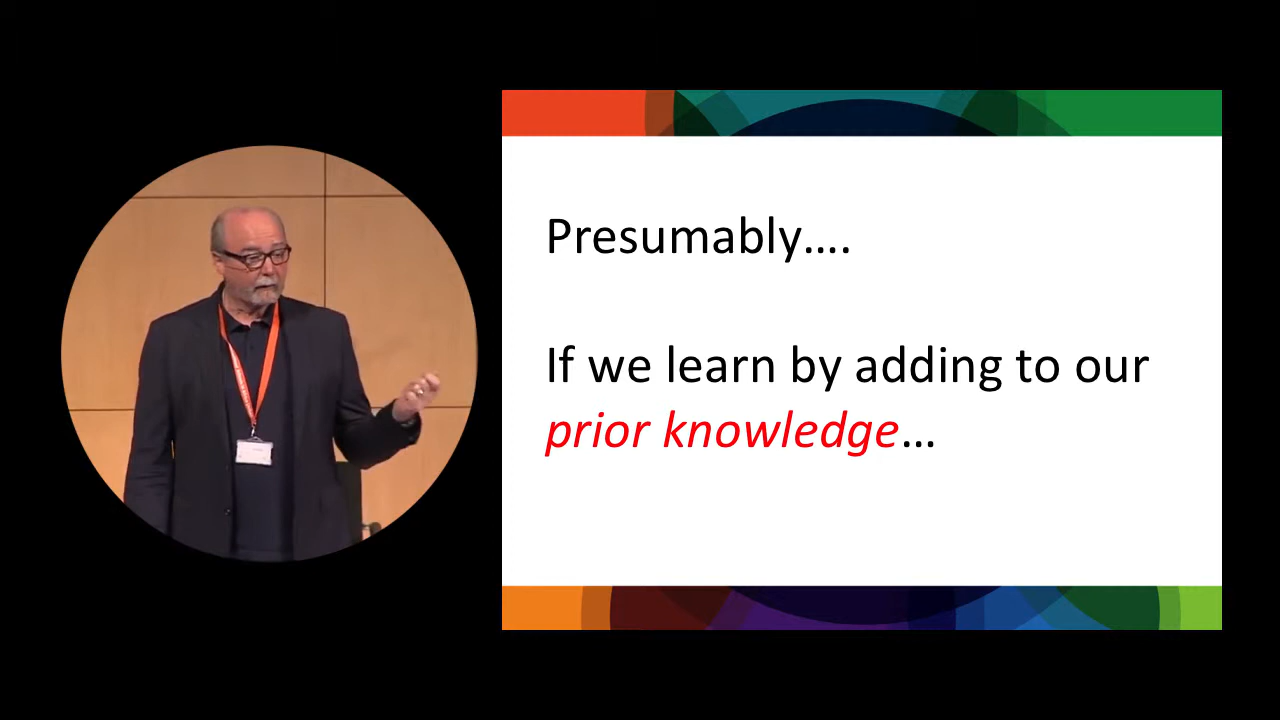 Presumably....
If we learn by adding to our
prior knowledge...